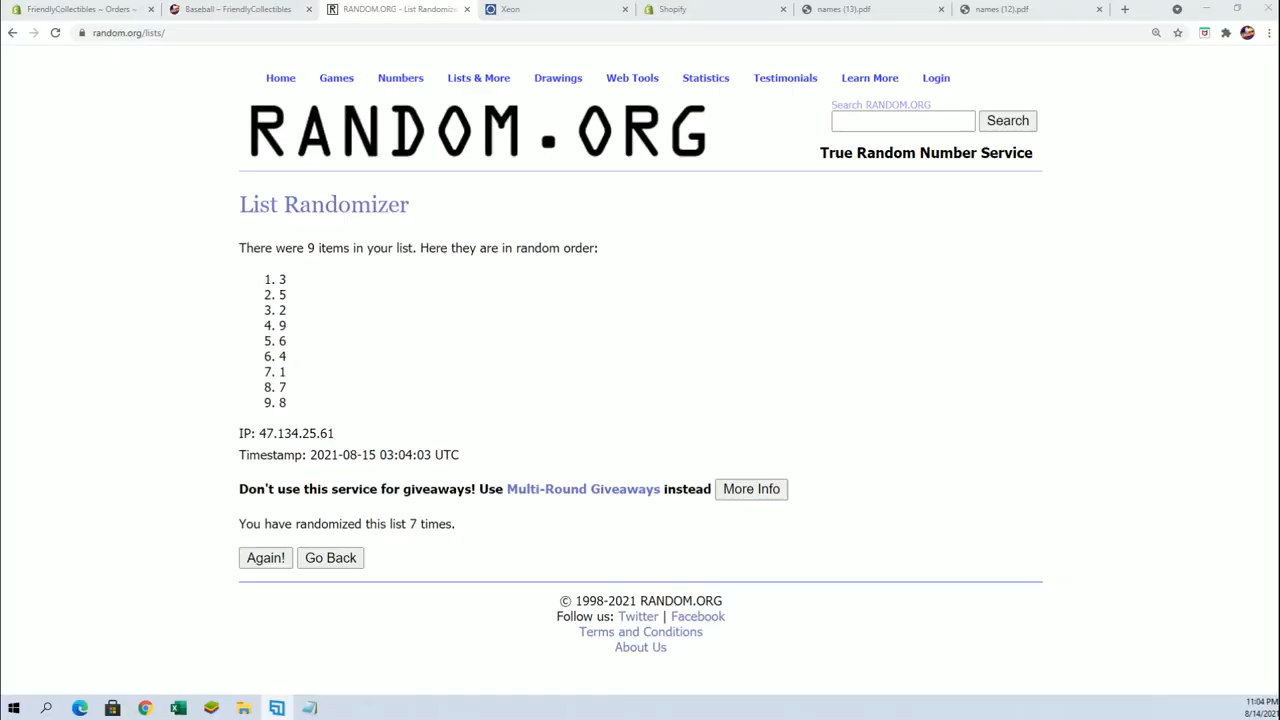 FriendlyCollectibles – Orders –
Baseball – FriendlyCollectibles
RANDOM.ORG - List Randomize
Xeon
Shopify
names (13).pdf
names (12).pdf
random.org/lists/
Home Games Numbers Lists & More Drawings Web Tools Statistics Testimonials Learn More Login
RANDOM.ORG
Search RANDOM.ORG
Search
True Random Number Service
List Randomizer
There were 9 items in your list. Here they are in random order:
1. 3
2. 5
3. 2
4. 9
5. 6
6. 4
7. 1
8. 7
9. 8
IP: 47.134.25.61
Timestamp: 2021-08-15 03:04:03 UTC
Don't use this service for giveaways! Use Multi-Round Giveaways instead More Info
You have randomized this list 7 times.
Again! Go Back
© 1998-2021 RANDOM.ORG
Follow us: Twitter | Facebook
Terms and Conditions
About Us
11:04 PM
8/14/2021